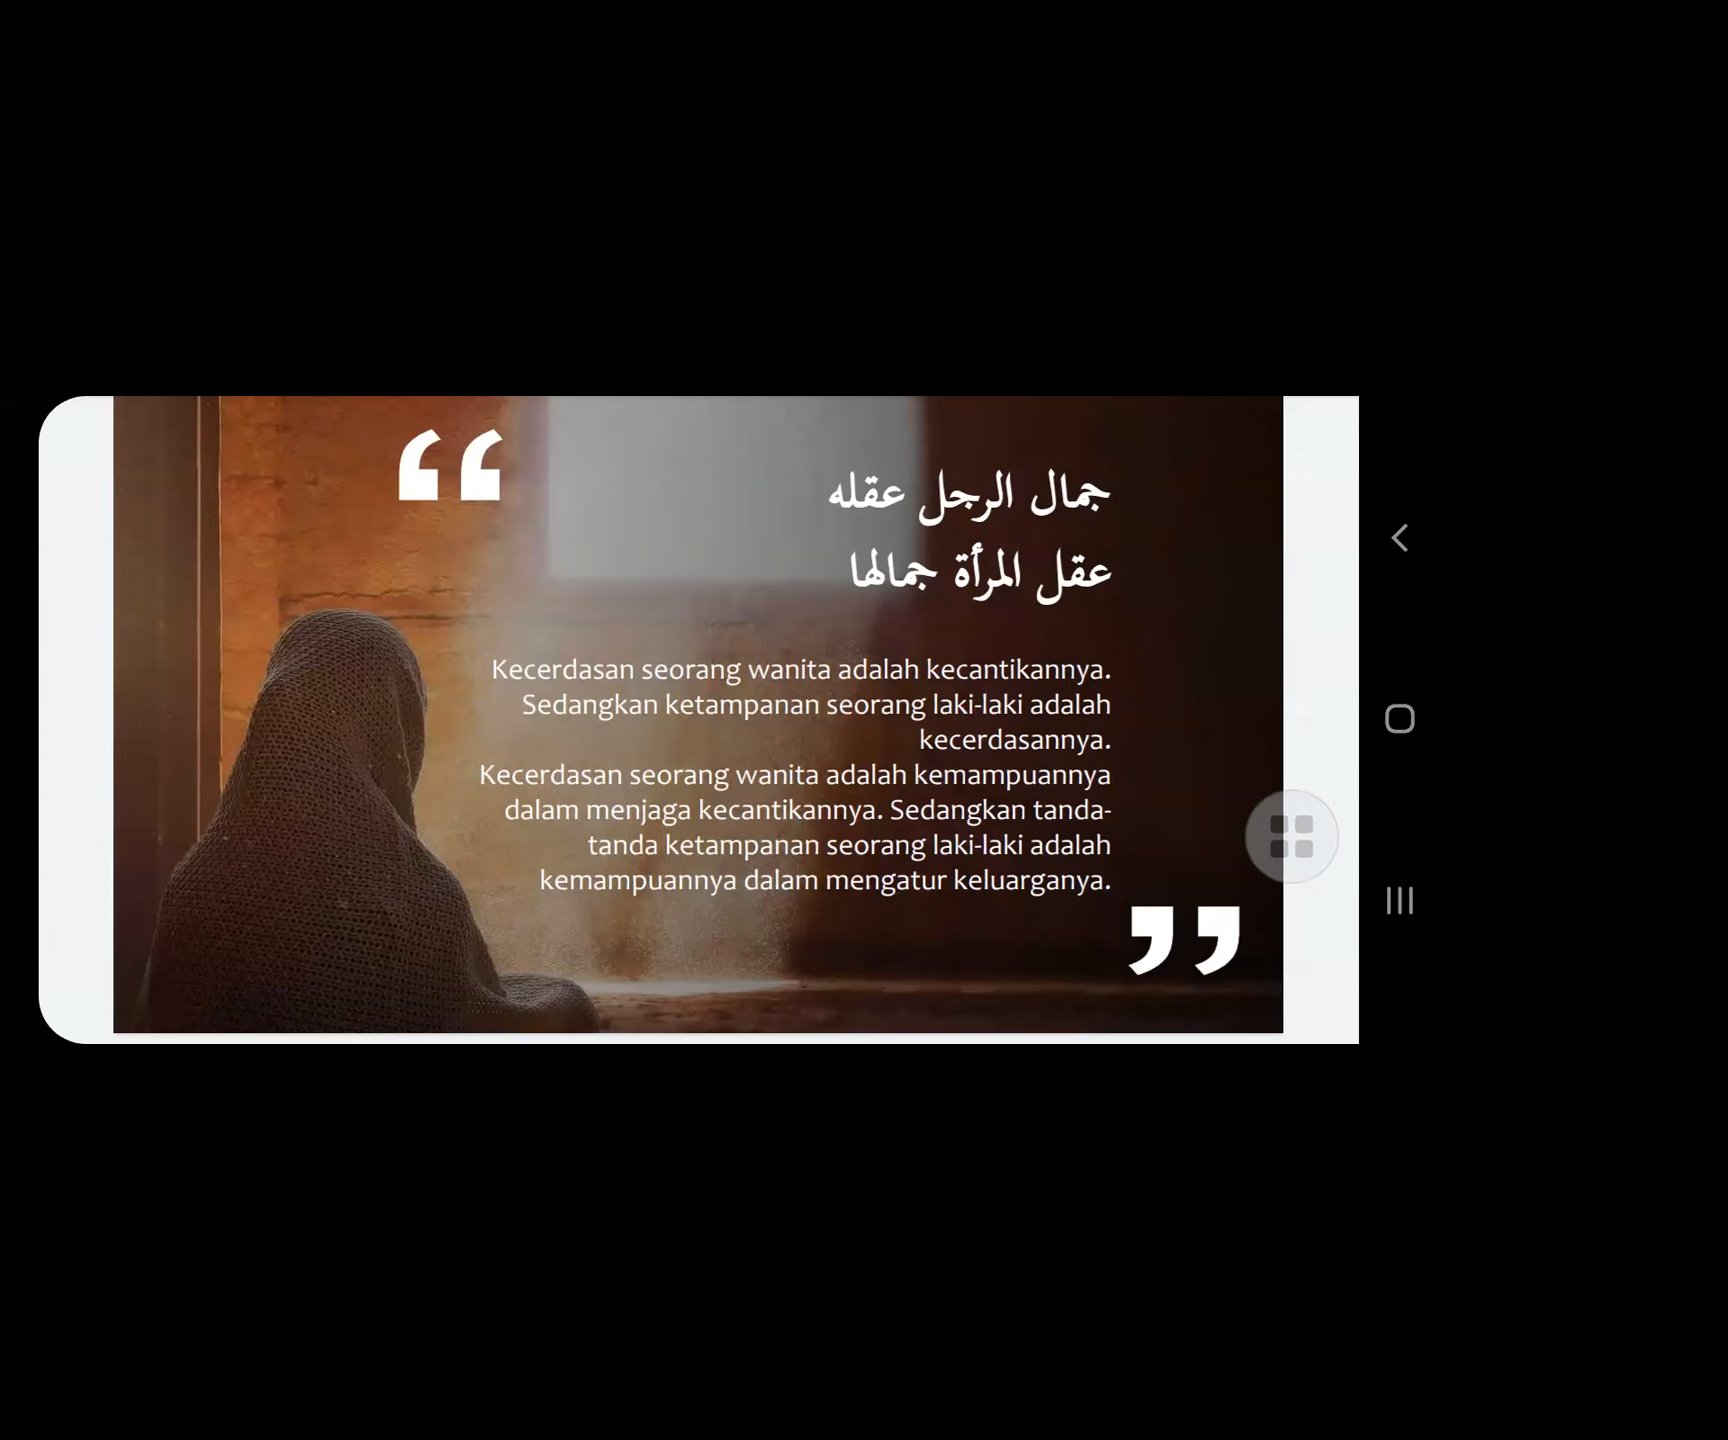 “
جمال الرجل عقله
عقل المرأة جمالها
Kecerdasan seorang wanita adalah kecantikannya.
Sedangkan ketampanan seorang laki-laki adalah
kecerdasannya.
Kecerdasan seorang wanita adalah kemampuannya
dalam menjaga kecantikannya. Sedangkan tanda-
tanda ketampanan seorang laki-laki adalah
kemampuannya dalam mengatur keluarganya.
”